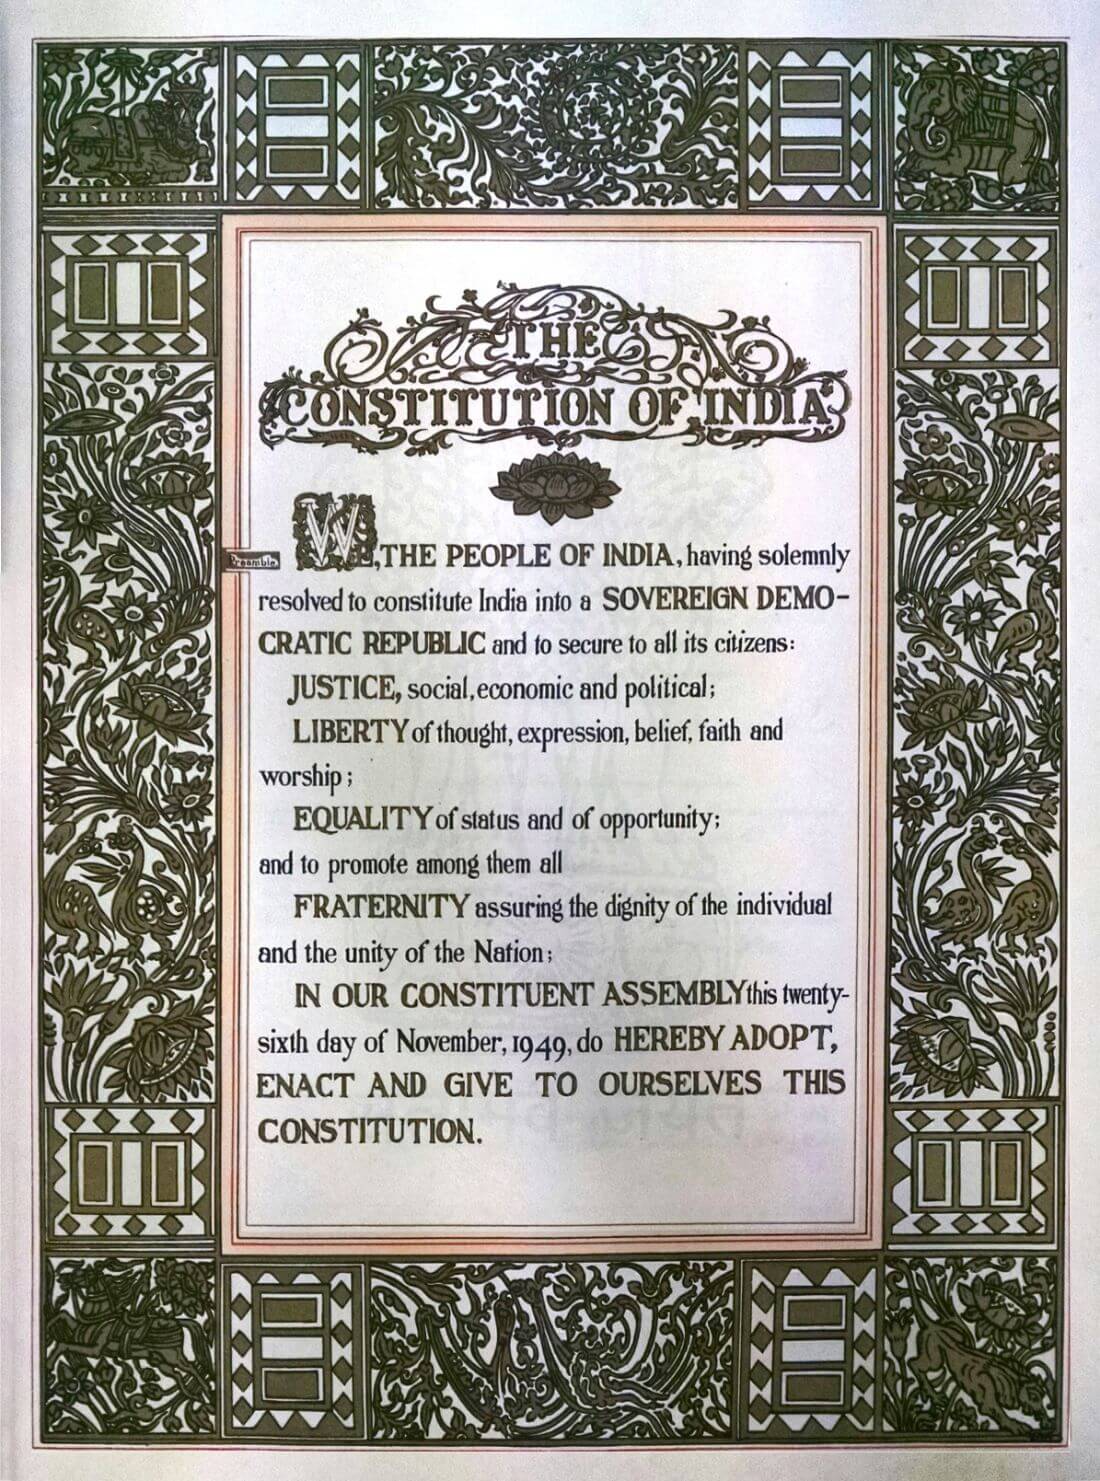 THE
CONSTITUTION OF INDIA
Preamble.
WE, THE PEOPLE OF INDIA, having solemnly
resolved to constitute India into a SOVEREIGN DEMO-
CRATIC REPUBLIC and to secure to all its citizens:
JUSTICE, social, economic and political;
LIBERTY of thought, expression, belief, faith and
worship;
EQUALITY of status and of opportunity;
and to promote among them all
FRATERNITY assuring the dignity of the individual
and the unity of the Nation;
IN OUR CONSTITUENT ASSEMBLY this twenty-
sixth day of November, 1949, do HEREBY ADOPT,
ENACT AND GIVE TO OURSELVES THIS
CONSTITUTION.